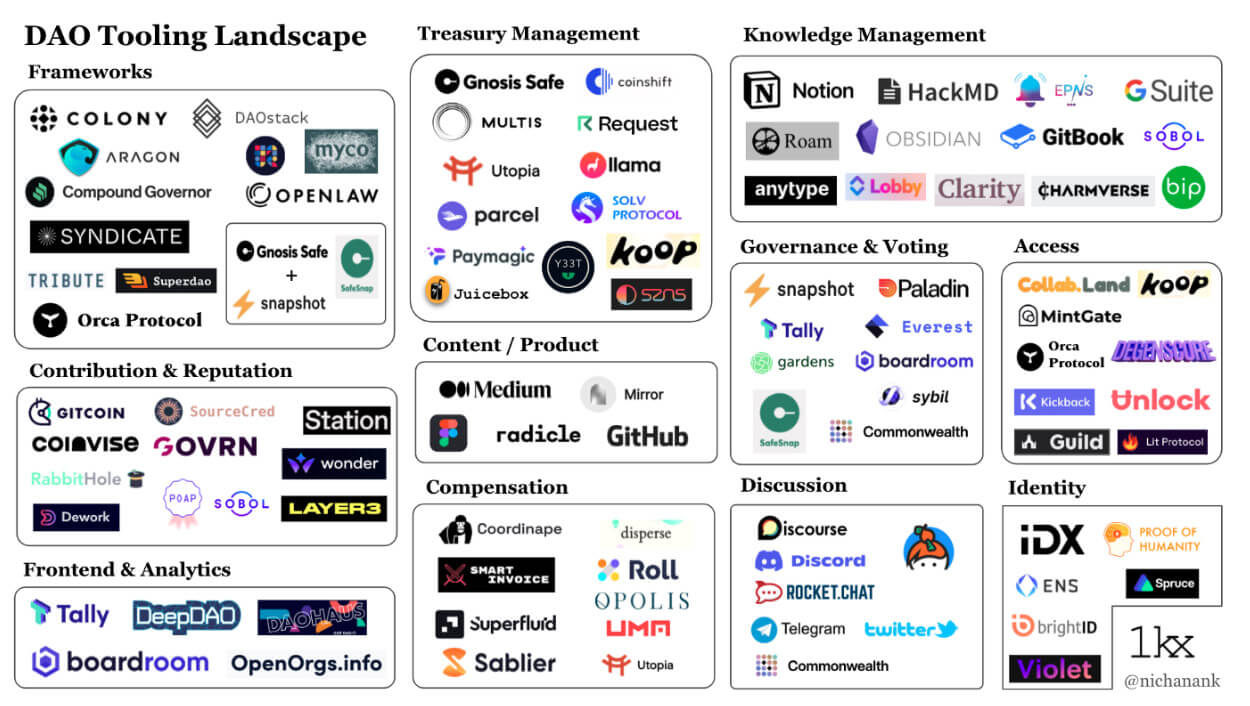 DAO Tooling Landscape
Frameworks
COLONY
DAOstack
ARAGON
myco
Compound Governor
OPENLAW
SYNDICATE
TRIBUTE
Superdao
Orca Protocol
Gnosis Safe
+
snapshot
SafeSnap
Contribution & Reputation
GITCOIN
SourceCred
Station
COINVISE
GOVRN
wonder
RabbitHole
POAP
SOBOL
LAYER3
Dework
Frontend & Analytics
Tally
DeepDAO
DAOHAUS
boardroom
OpenOrgs.info
Treasury Management
Gnosis Safe
coinshift
MULTIS
Request
Utopia
llama
parcel
SOLV
PROTOCOL
Paymagic
Y33T
koop
Juicebox
Content / Product
Medium
Mirror
radicle
GitHub
Compensation
Coordinape
disperse
SMART
INVOICE
Roll
OPOLIS
Superfluid
UMA
Sablier
Utopia
Knowledge Management
N
Notion
HackMD
EPNS
G Suite
Roam
OBSIDIAN
GitBook
SOBOL
anytype
Lobby
Clarity
CHARMVERSE
bip
Governance & Voting
snapshot
Paladin
Tally
Everest
gardens
boardroom
SafeSnap
sybil
Commonwealth
Access
Collab.Land
koop
MintGate
Orca
Protocol
DEGENSCORE
Kickback
Unlock
Guild
Lit Protocol
Discussion
Discourse
Discord
ROCKET.CHAT
Telegram
twitter
Commonwealth
Identity
iDX
PROOF OF
HUMANITY
ENS
Spruce
brightID
Violet
1kx
@nichanank